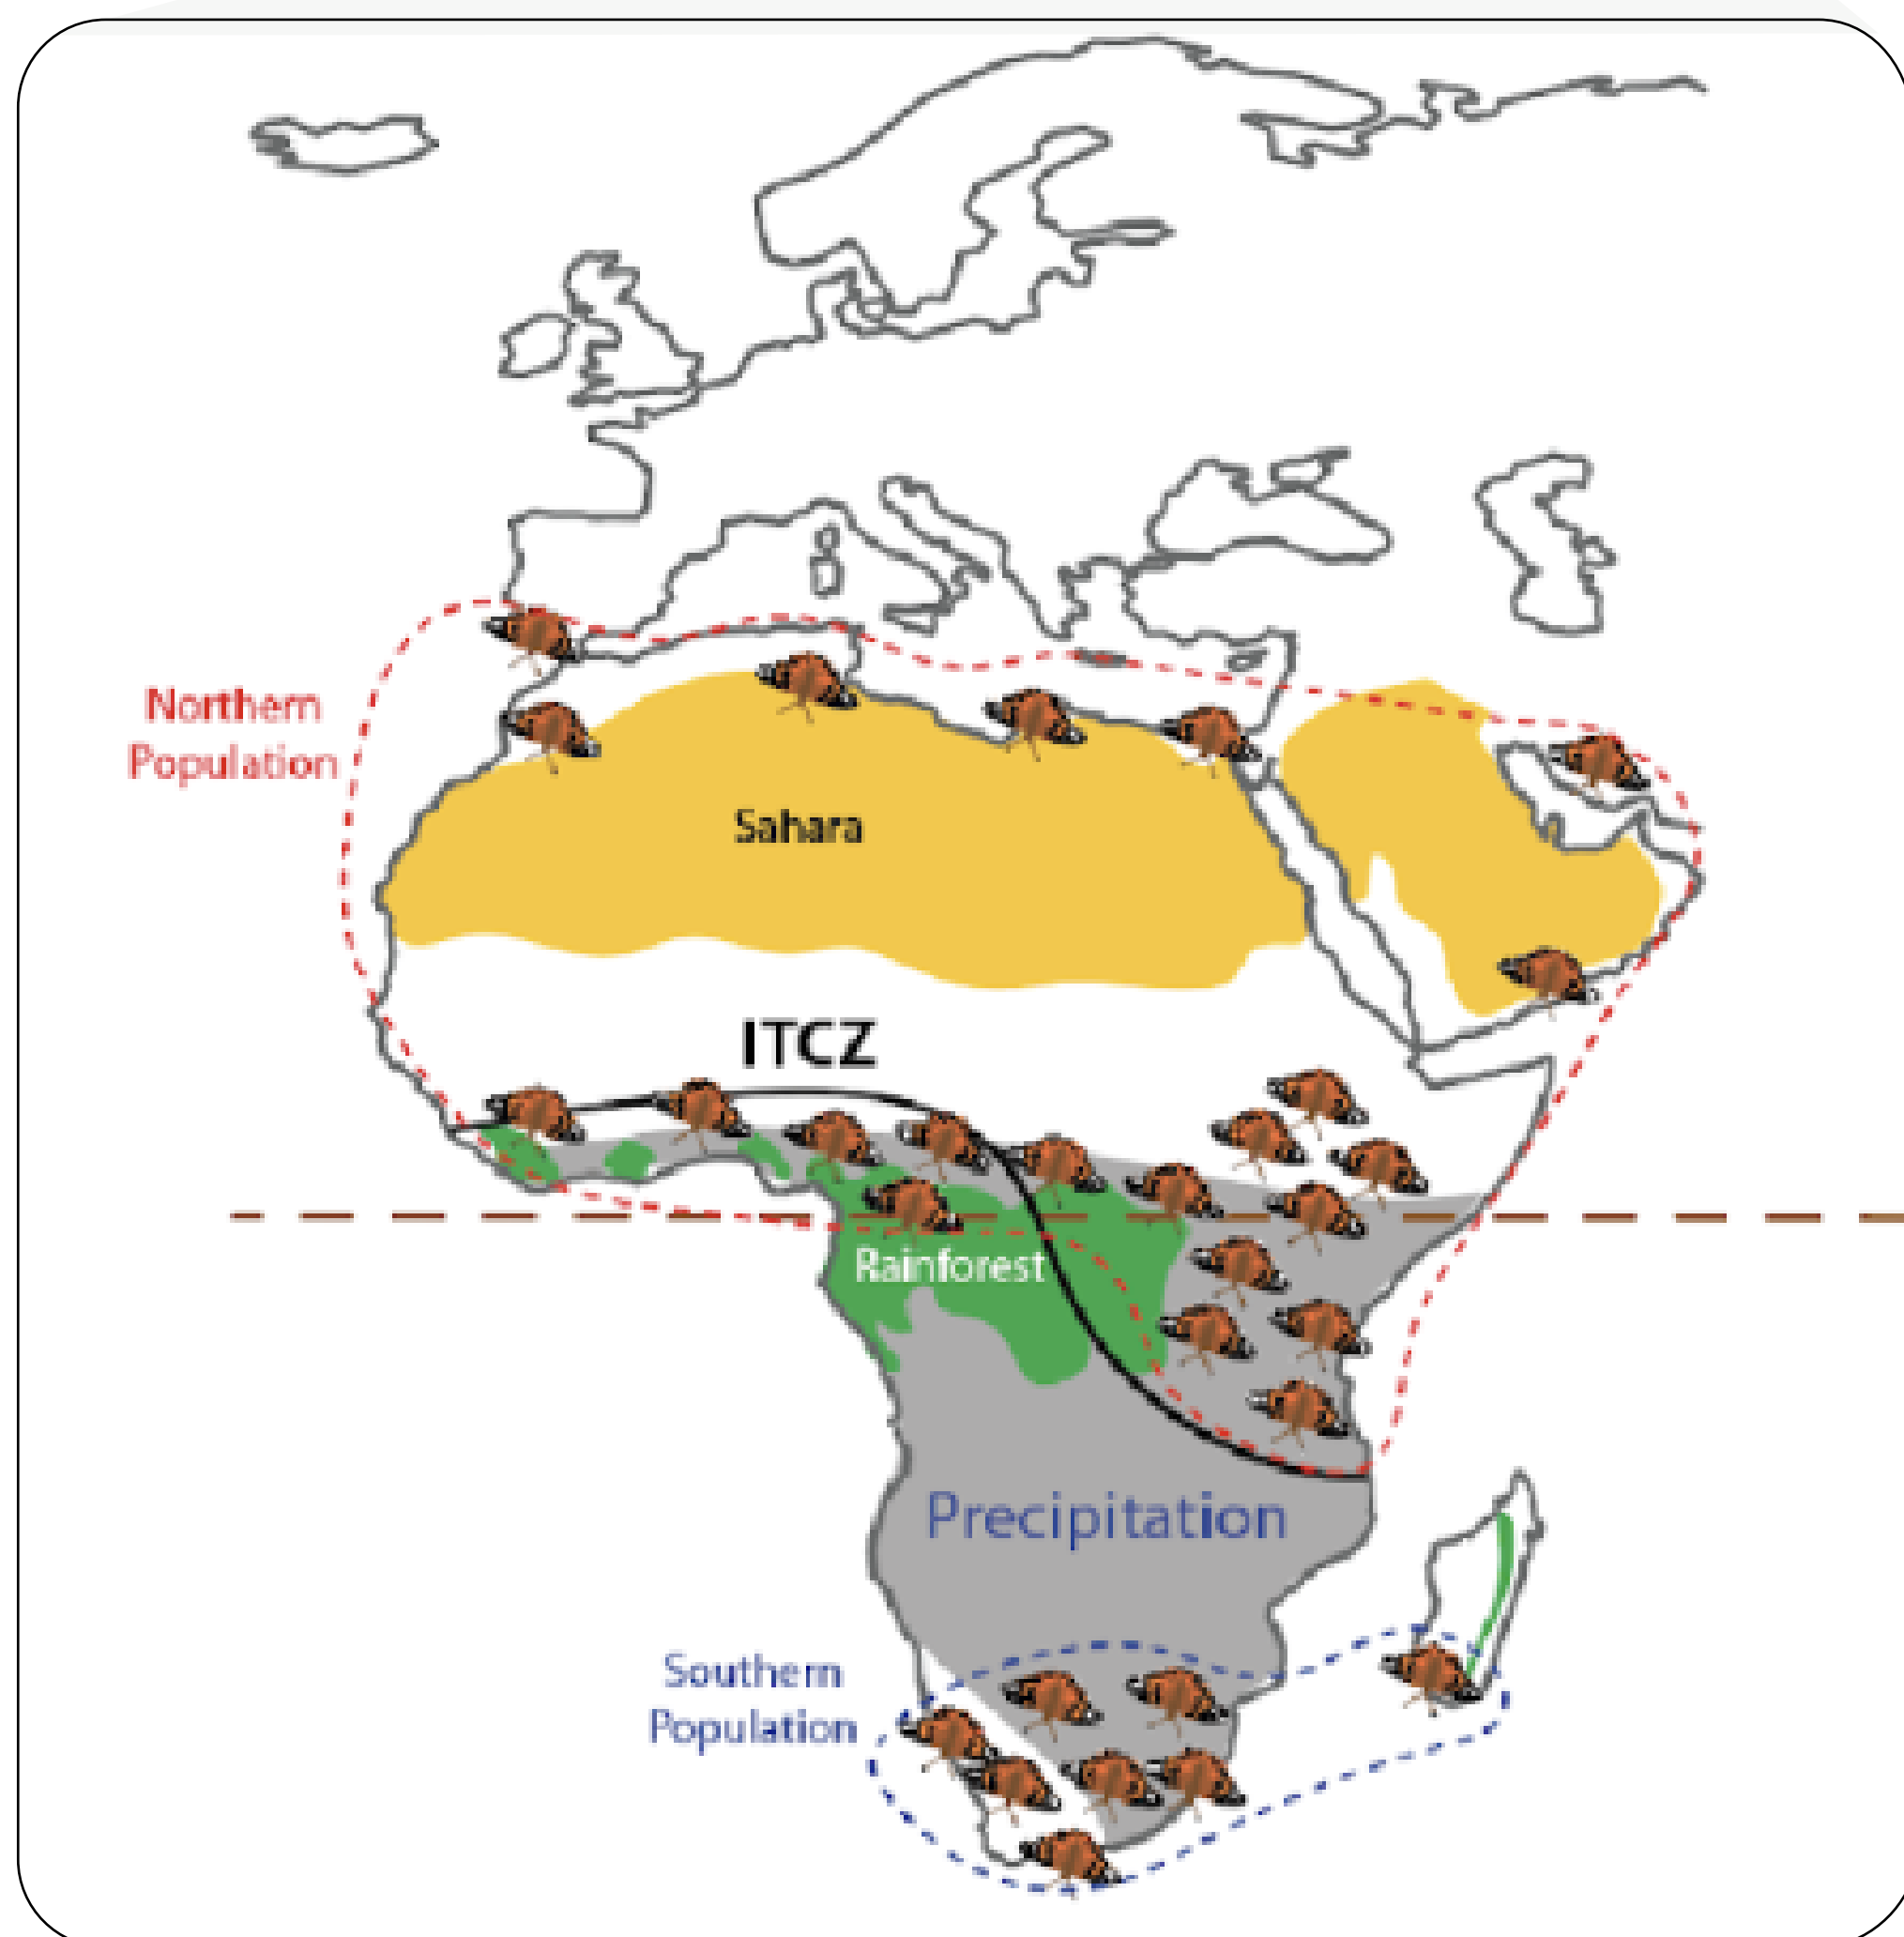 Northern
Population
Sahara
ITCZ
Rainforest
Precipitation
Southern
Population